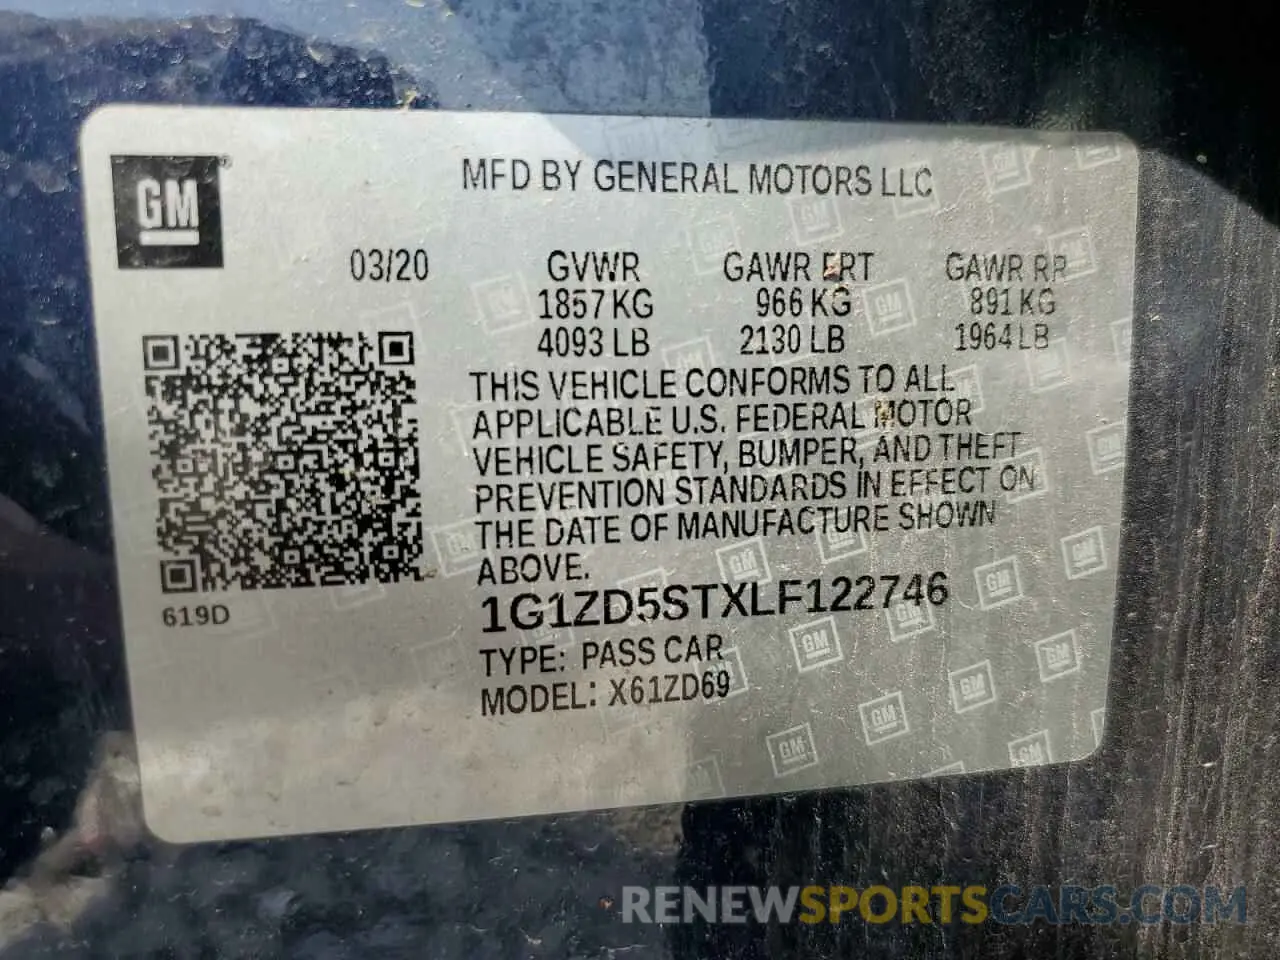 GM®
MFD BY GENERAL MOTORS LLC
03/20 GVWR GAWR FRT GAWR RR
1857 KG 966 KG 891 KG
4093 LB 2130 LB 1964 LB
THIS VEHICLE CONFORMS TO ALL
APPLICABLE U.S. FEDERAL MOTOR
VEHICLE SAFETY, BUMPER, AND THEFT
PREVENTION STANDARDS IN EFFECT ON
THE DATE OF MANUFACTURE SHOWN
ABOVE.
619D
1G1ZD5STXLF122746
TYPE: PASS CAR
MODEL: X61ZD69
RENEWSPORTSCARS.COM